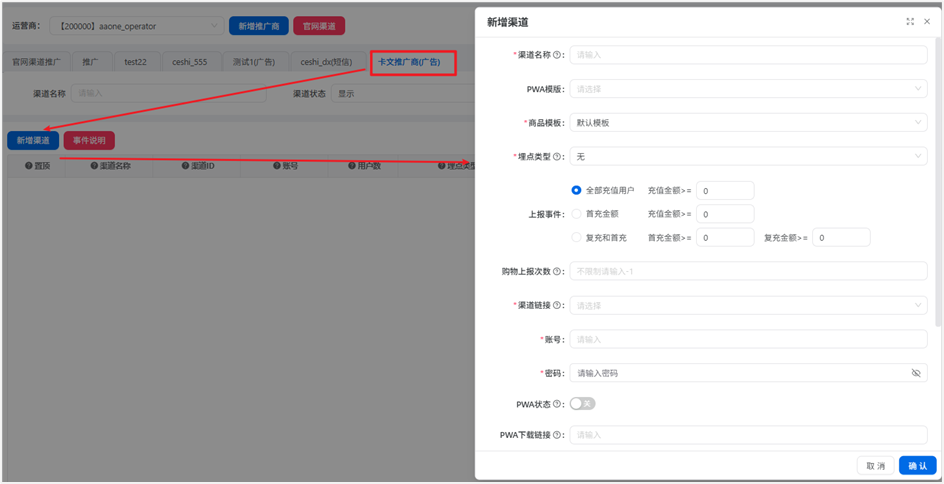 运营商： 【200000】aaone_operator 新增推广商 官网渠道
官网渠道推广 推广 test22 ceshi_555 测试1(广告) ceshi_dx(短信) 卡文推广商(广告)
渠道名称 请输入 渠道状态 显示
新增渠道 事件说明
置顶 渠道名称 渠道ID 账号 用户数 埋点类型
新增渠道
*渠道名称 ： 请输入
PWA模版： 请选择
*商品模板： 默认模板
*埋点类型 ： 无
全部充值用户 充值金额>= 0
上报事件： 首充金额 充值金额>= 0
复充和首充 首充金额>= 0 复充金额>= 0
购物上报次数 ： 不限制请输入-1
*渠道链接 ： 请选择
*账号： 请输入
*密码： 请输入密码
PWA状态 ： 关
PWA下载链接 ： 请输入
取 消 确 认